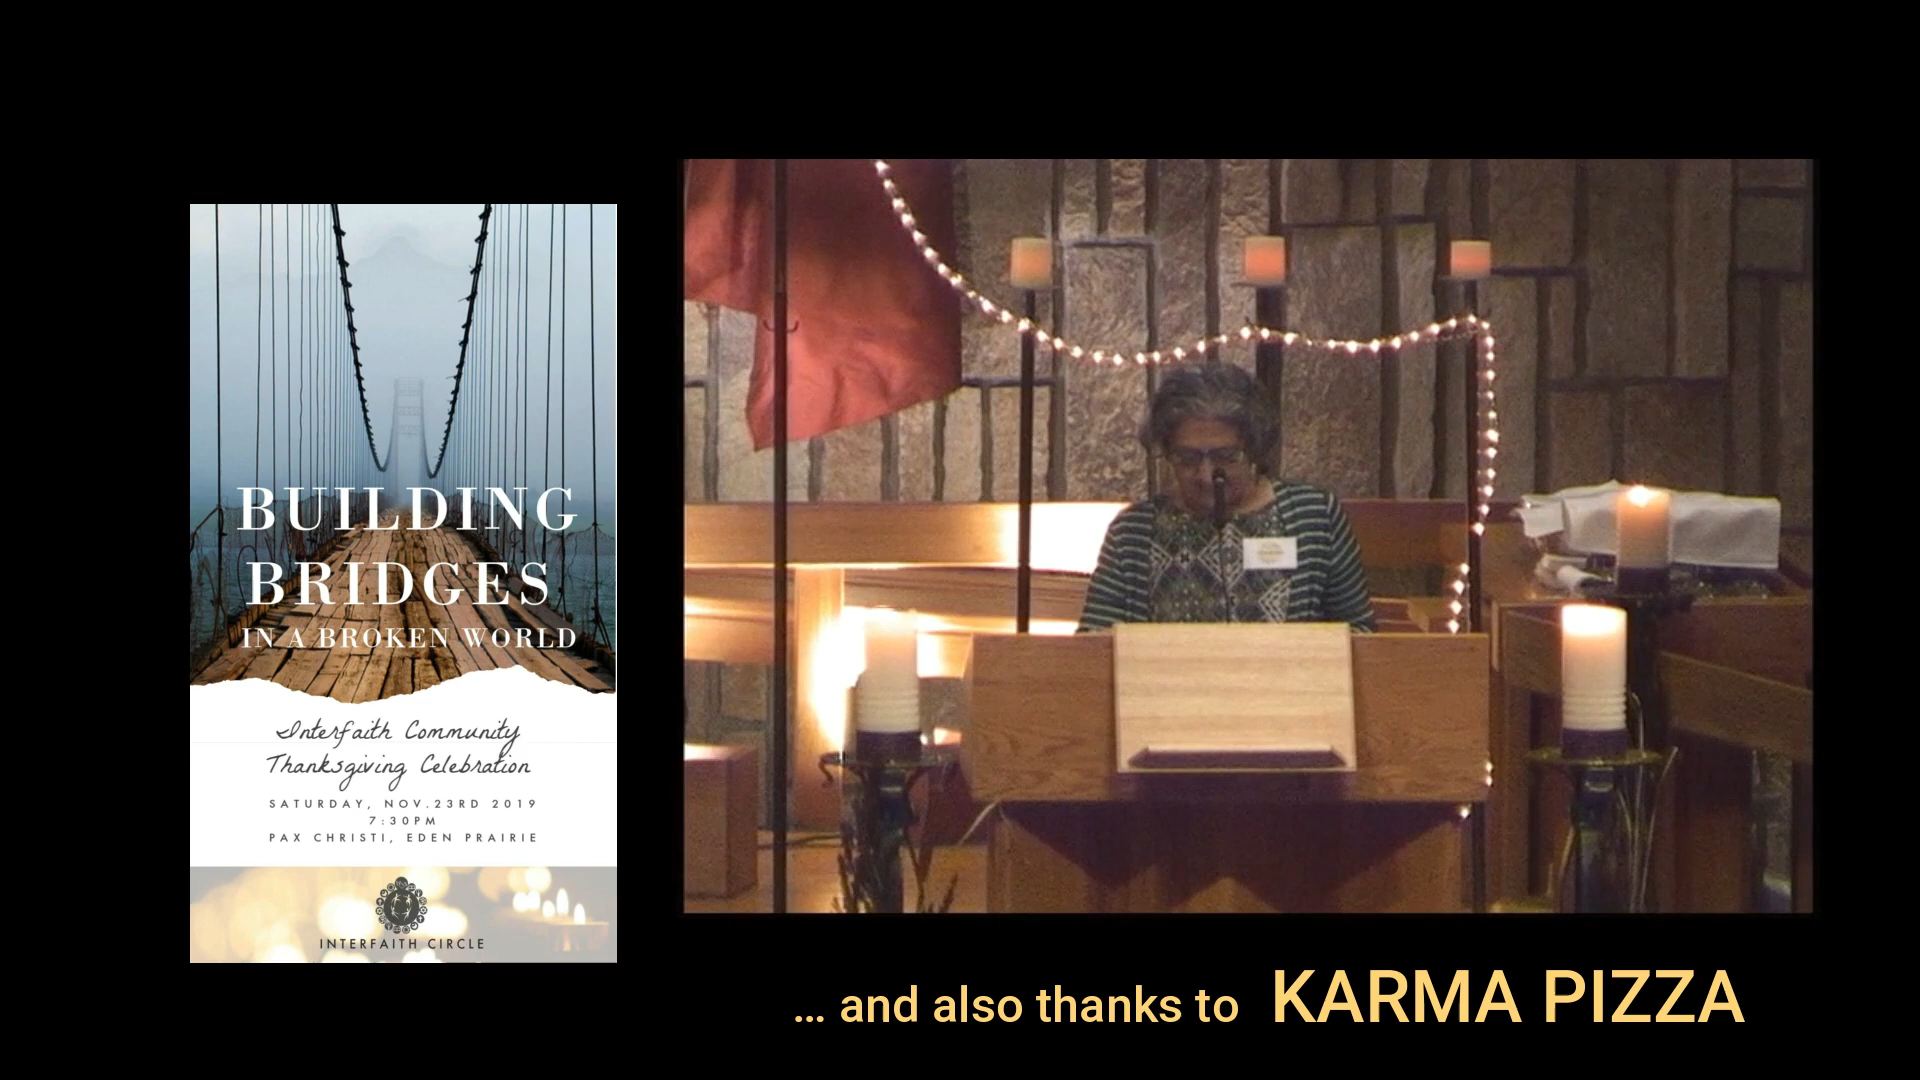 BUILDING
BRIDGES
IN A BROKEN WORLD
Interfaith Community
Thanksgiving Celebration
SATURDAY, NOV.23RD 2019
7:30PM
PAX CHRISTI, EDEN PRAIRIE
INTERFAITH CIRCLE
... and also thanks to KARMA PIZZA